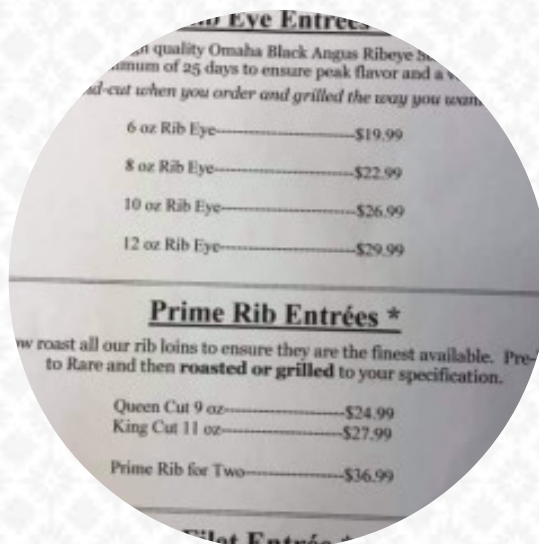 Eye Entrées
quality Omaha Black Angus Ribeye
of 25 days to ensure peak flavor and a
when you order and grilled the way you
6 oz Rib Eye-----------------------------$19.99
8 oz Rib Eye-----------------------------$22.99
10 oz Rib Eye----------------------------$26.99
12 oz Rib Eye----------------------------$29.99
Prime Rib Entrées *
roast all our rib loins to ensure they are the finest available. Pre-
to Rare and then roasted or grilled to your specification.
Queen Cut 9 oz-------------------------$24.99
King Cut 11 oz-------------------------$27.99
Prime Rib for Two--------------------$36.99
Filet Entrée *